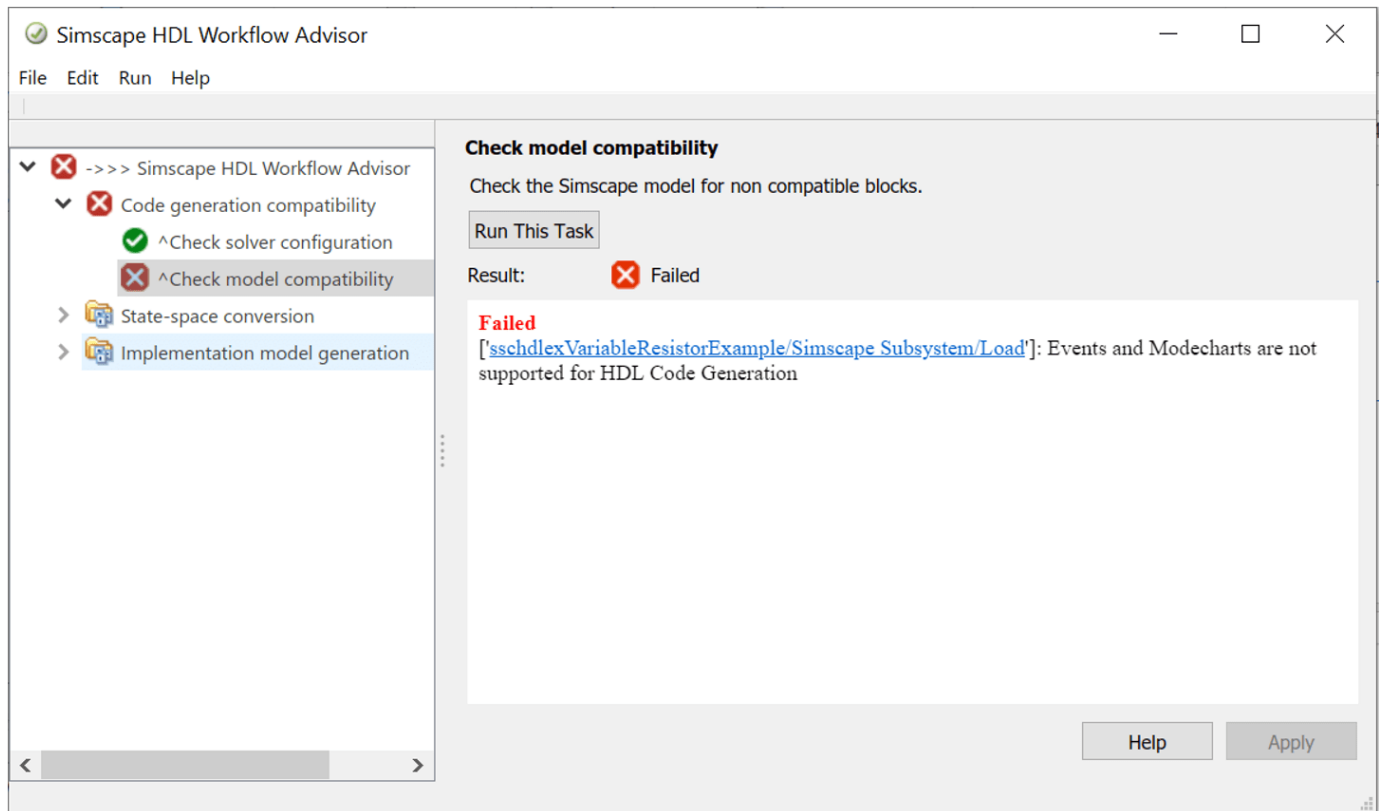 Simscape HDL Workflow Advisor
File Edit Run Help
->>> Simscape HDL Workflow Advisor
Code generation compatibility
^Check solver configuration
^Check model compatibility
State-space conversion
Implementation model generation
Check model compatibility
Check the Simscape model for non compatible blocks.
Run This Task
Result: Failed
Failed
['sschdlexVariableResistorExample/Simscape Subsystem/Load']: Events and Modecharts are not
supported for HDL Code Generation
Help Apply